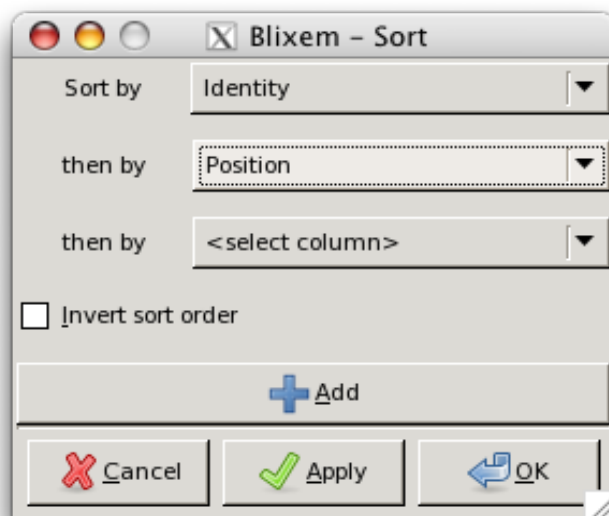 Blixem – Sort
Sort by Identity
then by Position
then by <select column>
Invert sort order
Add
Cancel Apply OK